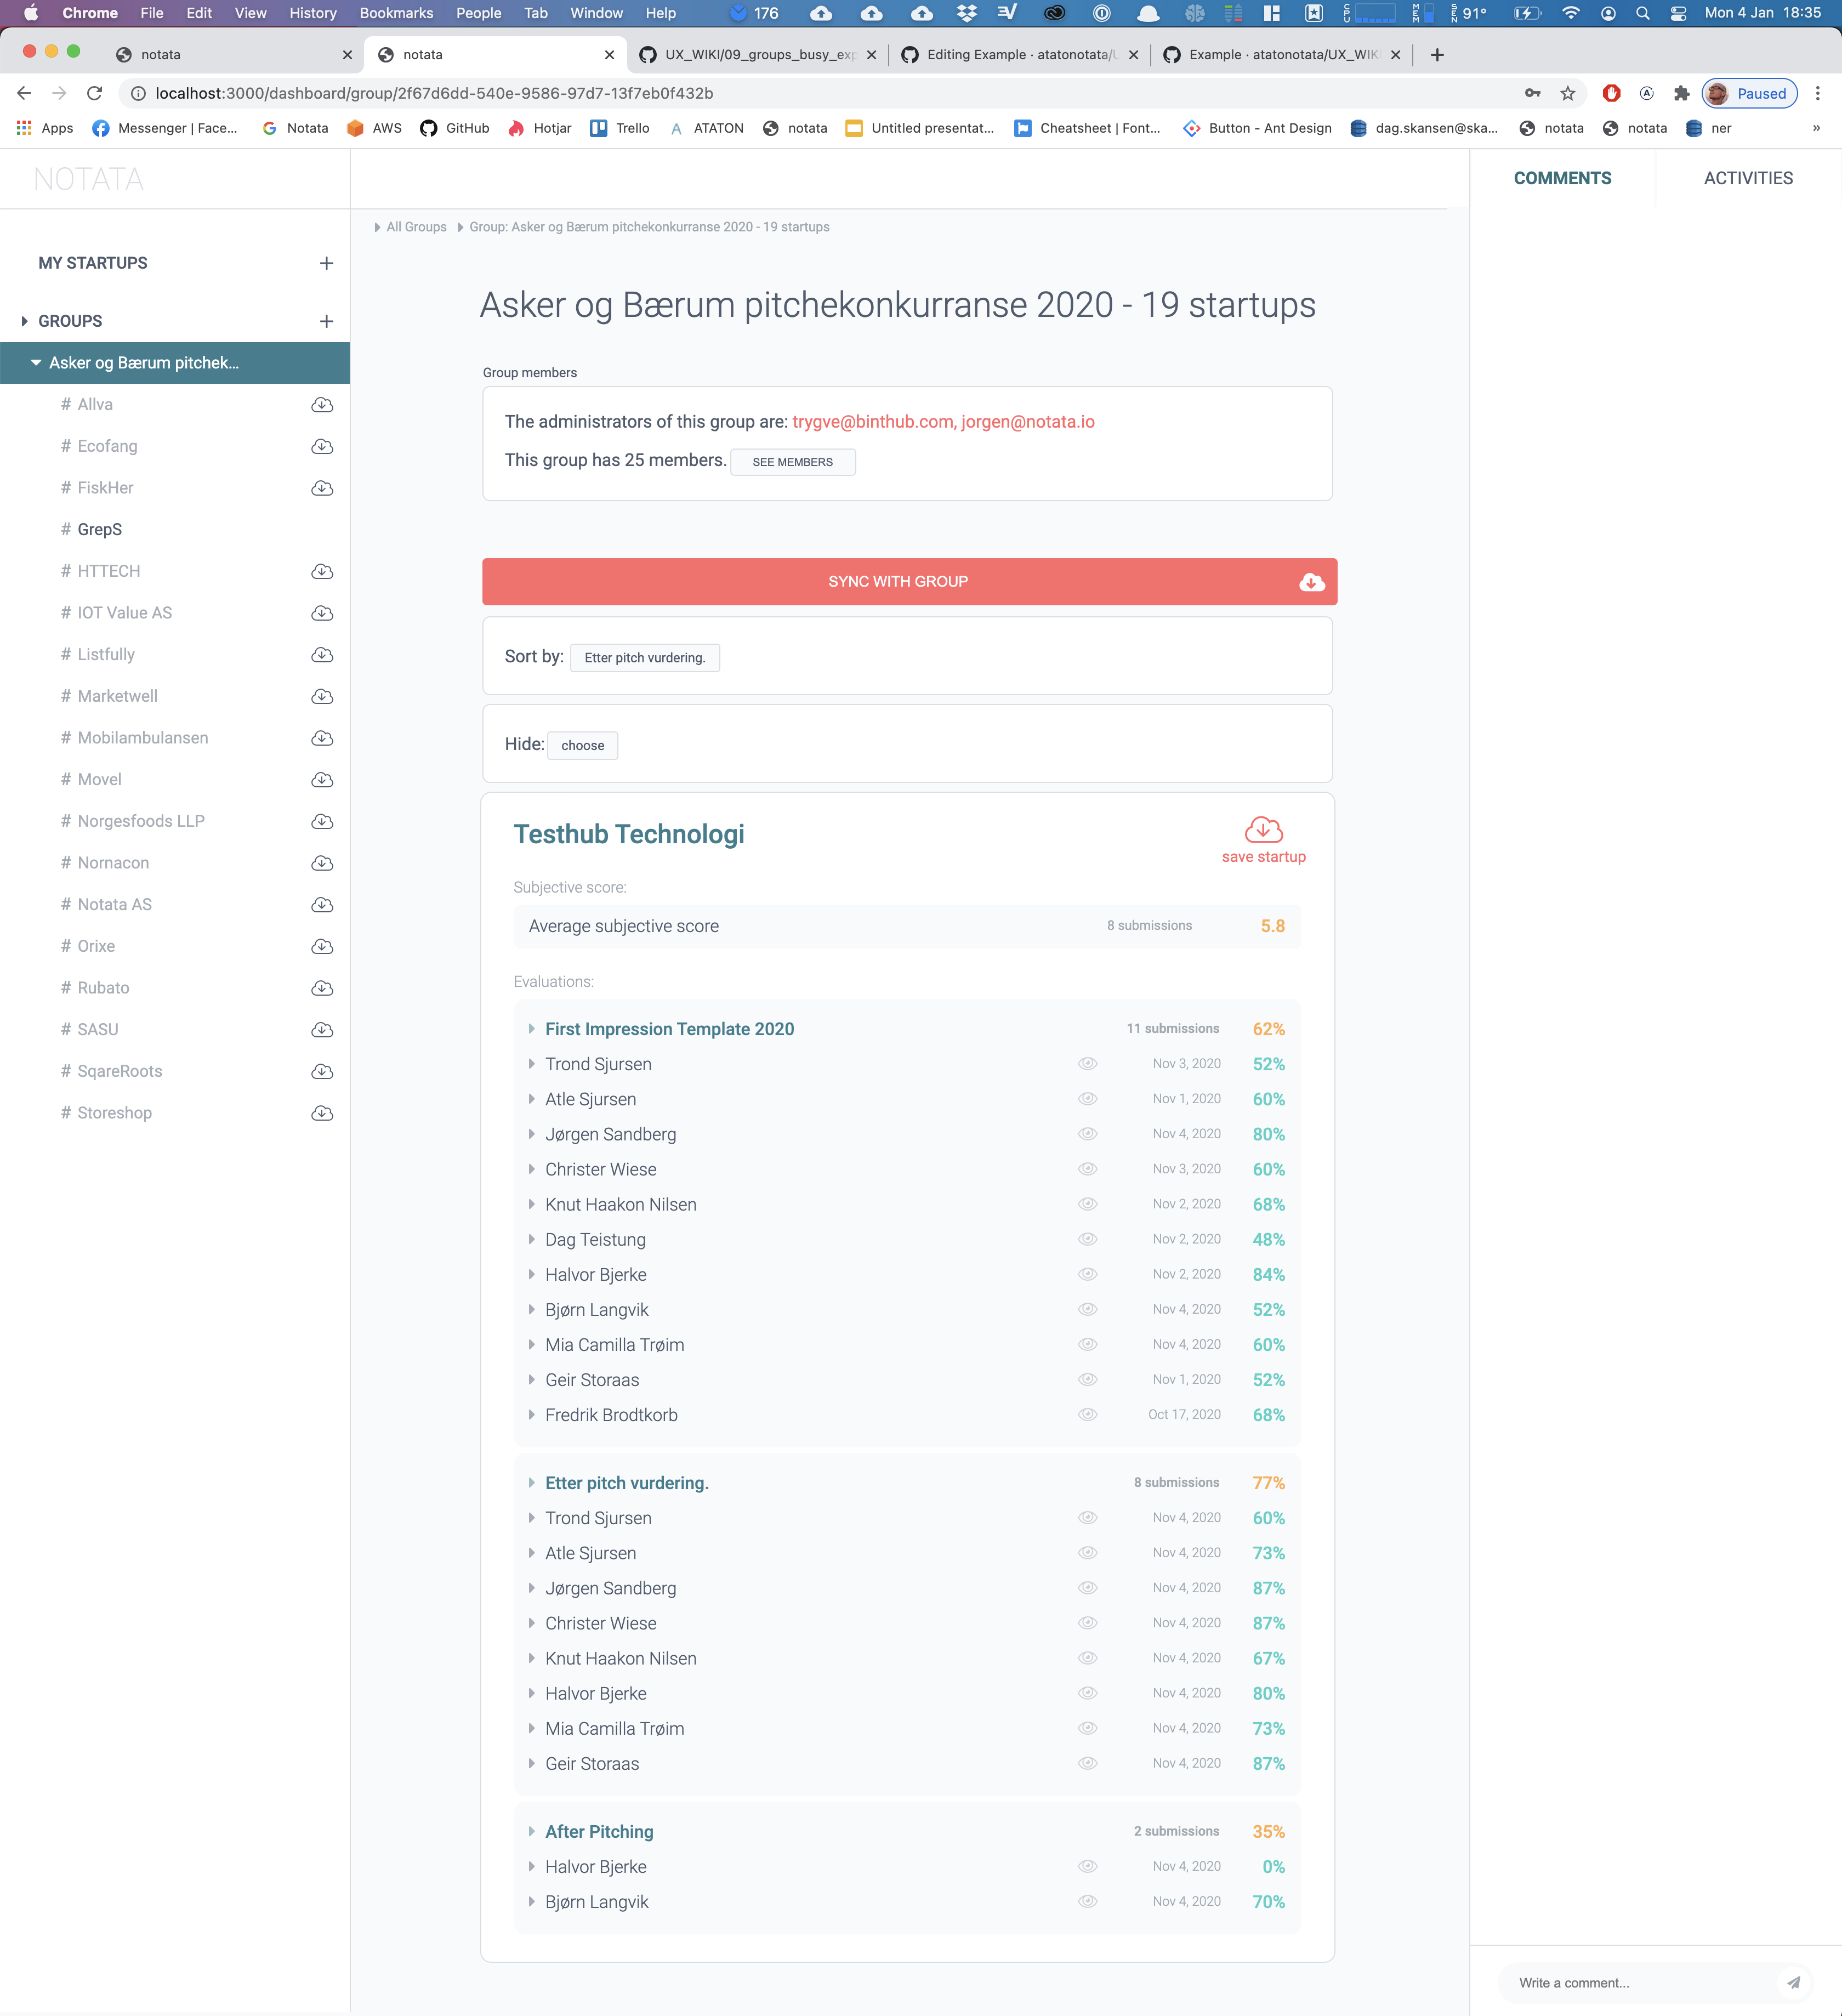 Chrome File Edit View History Bookmarks People Tab Window Help 176 91° Mon 4 Jan 18:35
notata
notata
UX_WIKI/09_groups_busy_exp
Editing Example · atatonotata/U
Example · atatonotata/UX_WIK
localhost:3000/dashboard/group/2f67d6dd-540e-9586-97d7-13f7eb0f432b
Paused
Apps Messenger | Face... Notata AWS GitHub Hotjar Trello ATATON notata Untitled presentat... Cheatsheet | Font... Button - Ant Design dag.skansen@ska... notata notata ner »
NOTATA
COMMENTS
ACTIVITIES
MY STARTUPS
GROUPS
Asker og Bærum pitchek...
# Allva
# Ecofang
# FiskHer
# GrepS
# HTTECH
# IOT Value AS
# Listfully
# Marketwell
# Mobilambulansen
# Movel
# Norgesfoods LLP
# Nornacon
# Notata AS
# Orixe
# Rubato
# SASU
# SqareRoots
# Storeshop
All Groups Group: Asker og Bærum pitchekonkurranse 2020 - 19 startups
Asker og Bærum pitchekonkurranse 2020 - 19 startups
Group members
The administrators of this group are: trygve@binthub.com, jorgen@notata.io
This group has 25 members. SEE MEMBERS
SYNC WITH GROUP
Sort by: Etter pitch vurdering.
Hide: choose
Testhub Technologi
save startup
Subjective score:
Average subjective score 8 submissions 5.8
Evaluations:
First Impression Template 2020 11 submissions 62%
Trond Sjursen Nov 3, 2020 52%
Atle Sjursen Nov 1, 2020 60%
Jørgen Sandberg Nov 4, 2020 80%
Christer Wiese Nov 3, 2020 60%
Knut Haakon Nilsen Nov 2, 2020 68%
Dag Teistung Nov 2, 2020 48%
Halvor Bjerke Nov 2, 2020 84%
Bjørn Langvik Nov 4, 2020 52%
Mia Camilla Trøim Nov 4, 2020 60%
Geir Storaas Nov 1, 2020 52%
Fredrik Brodtkorb Oct 17, 2020 68%
Etter pitch vurdering. 8 submissions 77%
Trond Sjursen Nov 4, 2020 60%
Atle Sjursen Nov 4, 2020 73%
Jørgen Sandberg Nov 4, 2020 87%
Christer Wiese Nov 4, 2020 87%
Knut Haakon Nilsen Nov 4, 2020 67%
Halvor Bjerke Nov 4, 2020 80%
Mia Camilla Trøim Nov 4, 2020 73%
Geir Storaas Nov 4, 2020 87%
After Pitching 2 submissions 35%
Halvor Bjerke Nov 4, 2020 0%
Bjørn Langvik Nov 4, 2020 70%
Write a comment...